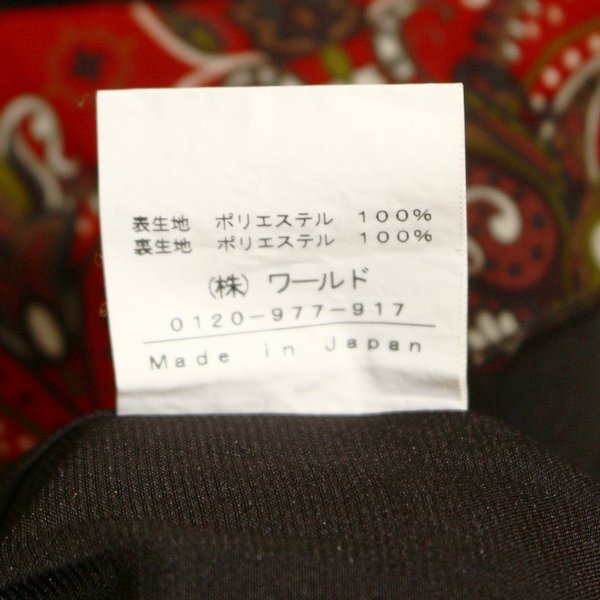 表生地 ポリエステル 100%
裏生地 ポリエステル 100%
(株) ワールド
0120-977-917
Made in Japan